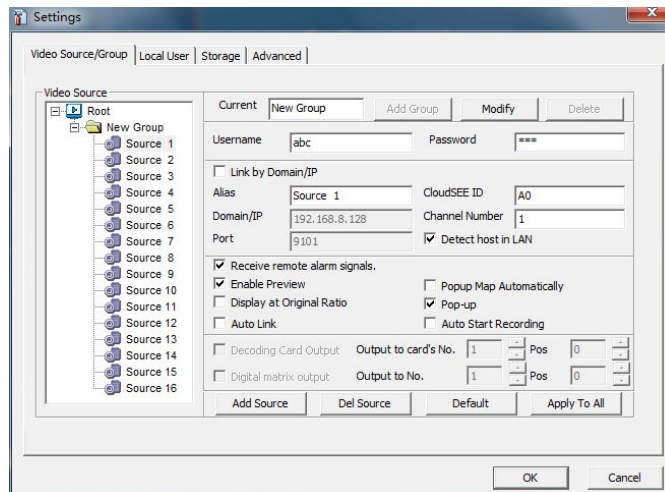 Settings
Video Source/Group Local User Storage Advanced
Video Source
Root
New Group
Source 1
Source 2
Source 3
Source 4
Source 5
Source 6
Source 7
Source 8
Source 9
Source 10
Source 11
Source 12
Source 13
Source 14
Source 15
Source 16
Current New Group Add Group Modify Delete
Username abc Password ***
Link by Domain/IP
Alias Source 1 CloudSEE ID A0
Domain/IP 192.168.8.128 Channel Number 1
Port 9101 Detect host in LAN
Receive remote alarm signals.
Enable Preview Popup Map Automatically
Display at Original Ratio Pop-up
Auto Link Auto Start Recording
Decoding Card Output Output to card's No. 1 Pos 0
Digital matrix output Output to No. 1 Pos 0
Add Source Del Source Default Apply To All
OK Cancel